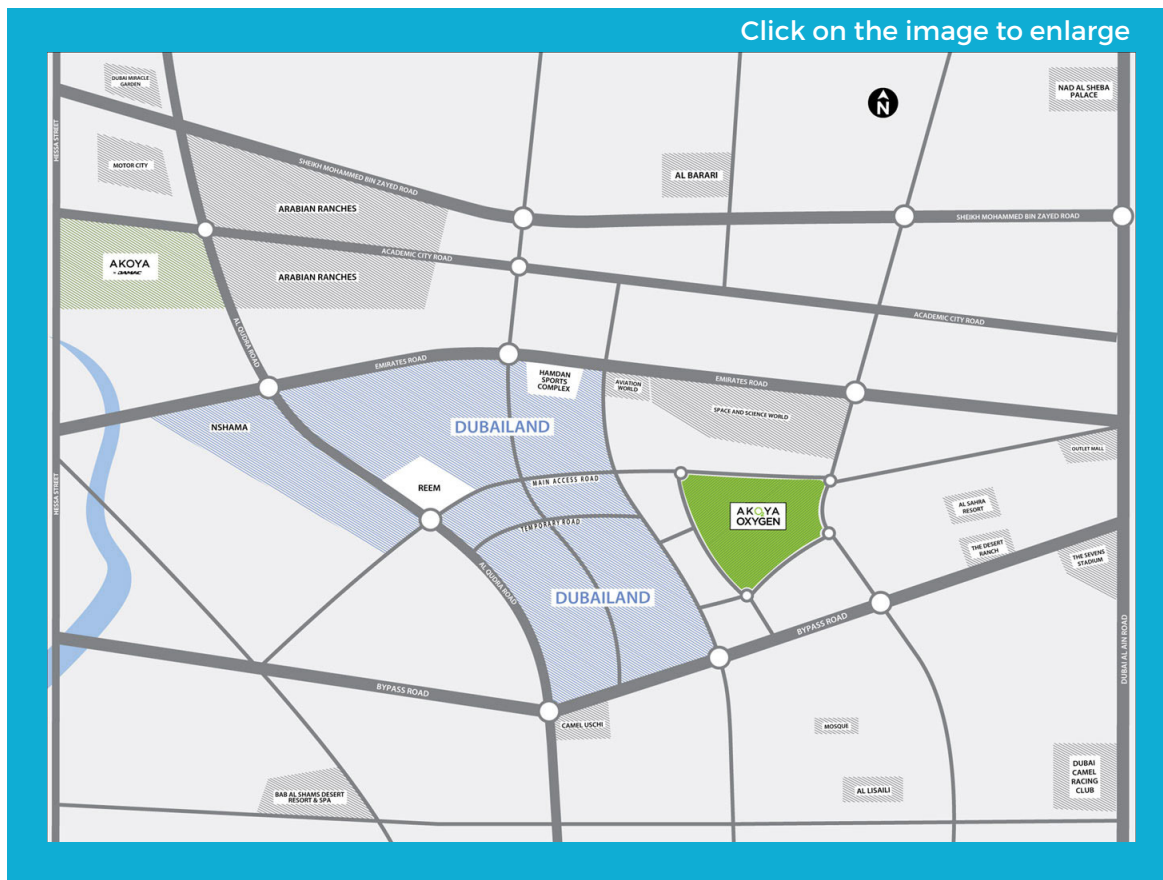 Click on the image to enlarge
DUBAI MIRACLE
GARDEN
N
NAD AL SHEBA
PALACE
HESSA STREET
MOTOR CITY
SHEIKH MOHAMMED BIN ZAYED ROAD
AL BARARI
ARABIAN RANCHES
SHEIKH MOHAMMED BIN ZAYED ROAD
ACADEMIC CITY ROAD
AKOYA
DAMAC
ARABIAN RANCHES
AL QUDRA ROAD
ACADEMIC CITY ROAD
EMIRATES ROAD
HAMDAN
SPORTS
COMPLEX
AVIATION
WORLD
EMIRATES ROAD
SPACE AND SCIENCE WORLD
NSHAMA
DUBAILAND
OUTLET MALL
REEM
MAIN ACCESS ROAD
HESSA STREET
AKOYA
OXYGEN
AL SAHRA
RESORT
TEMPORARY ROAD
THE DESERT
RANCH
THE SEVENS
STADIUM
AL QUDRA ROAD
DUBAILAND
BYPASS ROAD
DUBAI AL AIN ROAD
BYPASS ROAD
CAMEL USCHI
MOSQUE
DUBAI
CAMEL
RACING
CLUB
BAB AL SHAMS DESERT
RESORT & SPA
AL LISAILI